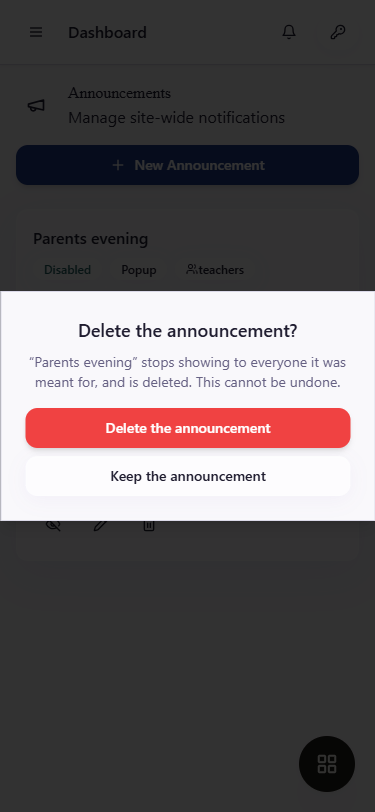 Dashboard
Announcements
Manage site-wide notifications
New Announcement
Parents evening
Disabled Popup teachers
Delete the announcement?
“Parents evening” stops showing to everyone it was
meant for, and is deleted. This cannot be undone.
Delete the announcement
Keep the announcement